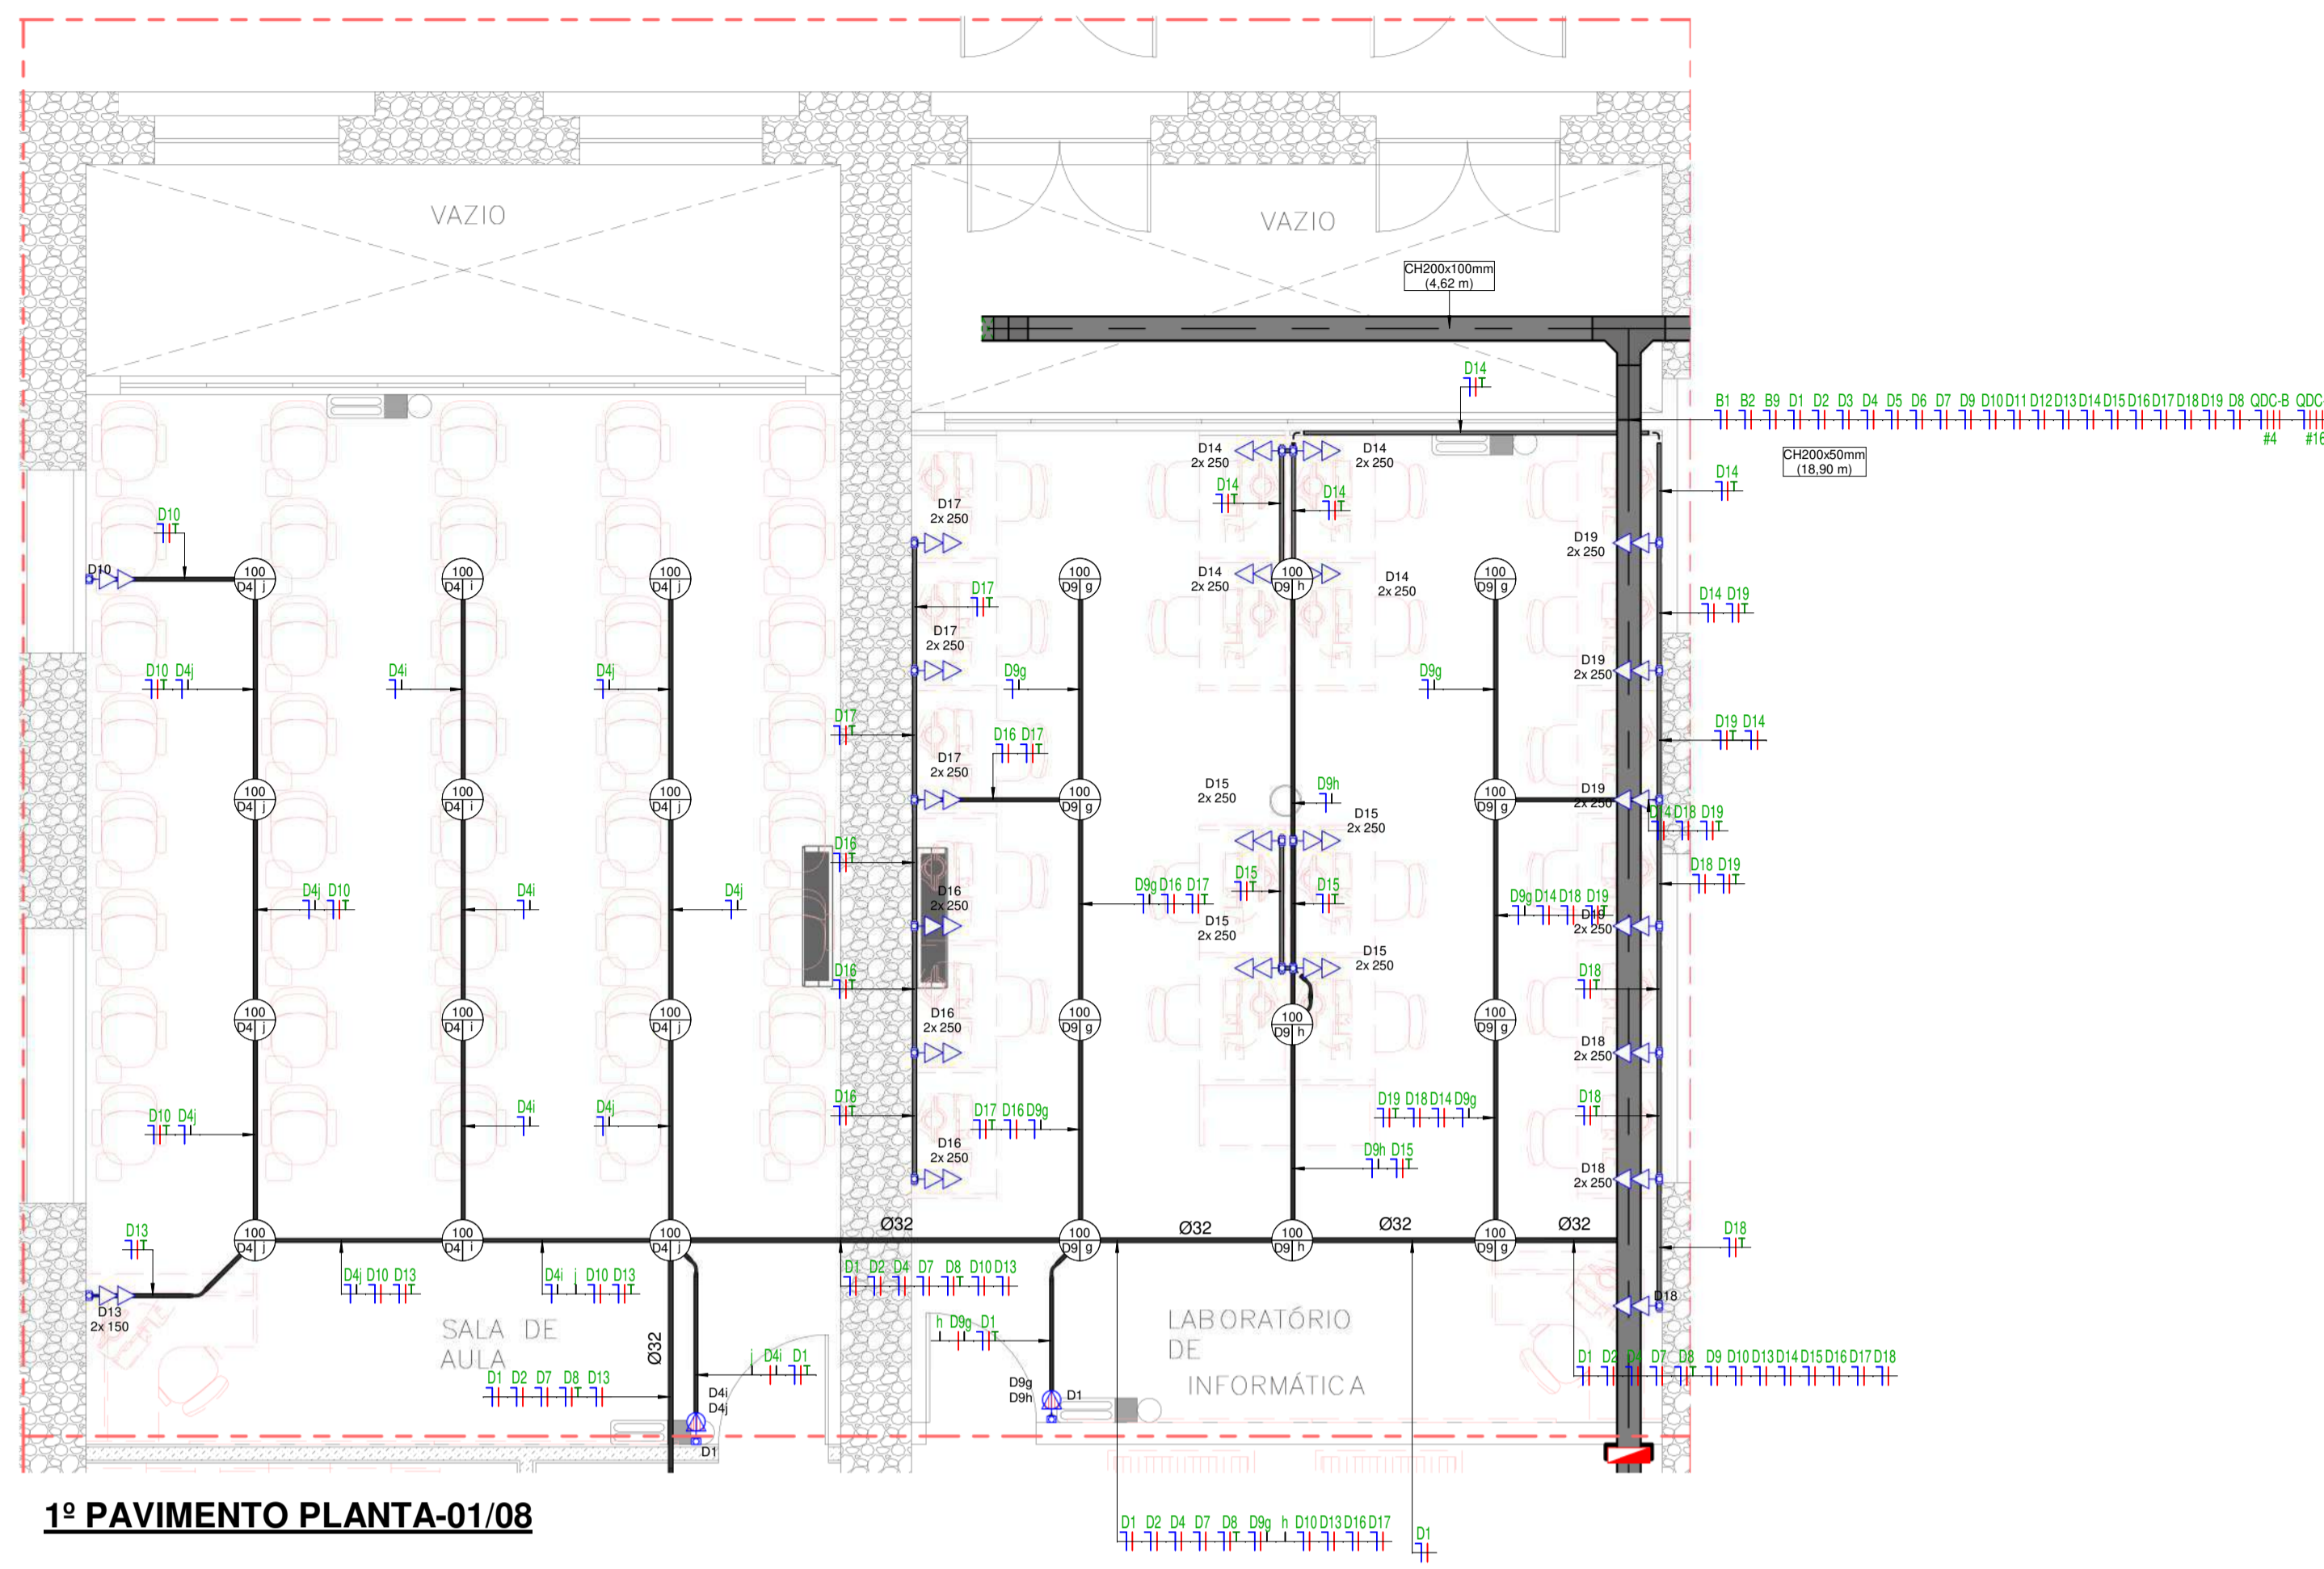 VAZIO
VAZIO
CH200x100mm
(4,62 m)
D14
B1 B2 B9 D1 D2 D3 D4 D5 D6 D7 D9 D10 D11 D12 D13 D14 D15 D16 D17 D18 D19 D8 QDC-B QDC-
#4 #16
CH200x50mm
(18,90 m)
D14
2x 250
D14
2x 250
D14
D14
D14
D17
2x 250
D10
D10
D19
2x 250
100
D4 j
100
D4 i
100
D4 j
100
D9 g
D14
2x 250
100
D9 h
D14
2x 250
100
D9 g
D17
D14 D19
D17
2x 250
D10 D4j
D4i
D4j
D9g
D9g
D19
2x 250
D17
D16 D17
D19 D14
D17
2x 250
100
D4 j
100
D4 i
100
D4 j
100
D9 g
D15
2x 250
D9h
100
D9 g
D19
2x 250
D15
2x 250
D14 D18 D19
D16
D18 D19
D16
2x 250
D4j D10
D4i
D4j
D9g D16 D17
D15
D15
D9g D14 D18 D19
D19
2x 250
D15
2x 250
D15
2x 250
D16
D18
D16
2x 250
100
D4 j
100
D4 i
100
D4 j
100
D9 g
100
D9 h
100
D9 g
D18
2x 250
D10 D4j
D4i
D4j
D16
D17 D16 D9g
D19 D18 D14 D9g
D18
D16
2x 250
D9h D15
D18
2x 250
D13
100
D4 j
100
D4 i
100
D4 j
Ø32
100
D9 g
Ø32
100
D9 h
Ø32
100
D9 g
Ø32
D18
D4j D10 D13
D4i i D10 D13
D1 D2 D4 D7 D8 D10 D13
D13
2x 150
D18
SALA DE
AULA
Ø32
h D9g D1
LABORATÓRIO
DE
INFORMÁTICA
j D4i D1
D1 D2 D7 D8 D13
D4i
D4j
D1
D9g
D9h
D1
D1 D2 D4 D7 D8 D9 D10 D13 D14 D15 D16 D17 D18
1º PAVIMENTO PLANTA-01/08
D1 D2 D4 D7 D8 D9g h D10 D13 D16 D17
D1